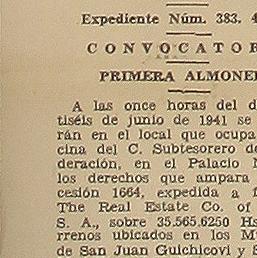 Expediente Núm. 383. 4
CONVOCATOR
PRIMERA ALMONE
A las once horas del d
tiséis de junio de 1941 se
rán en el local que ocupa
cina del C. Subtesorero de
deración, en el Palacio N
los derechos que ampara
cesión 1664, expedida a f
The Real Estate Co. of
S. A., sobre 35.565.6250 Hs
rrenos ubicados en los Mu
de San Juan Guichicovi y S